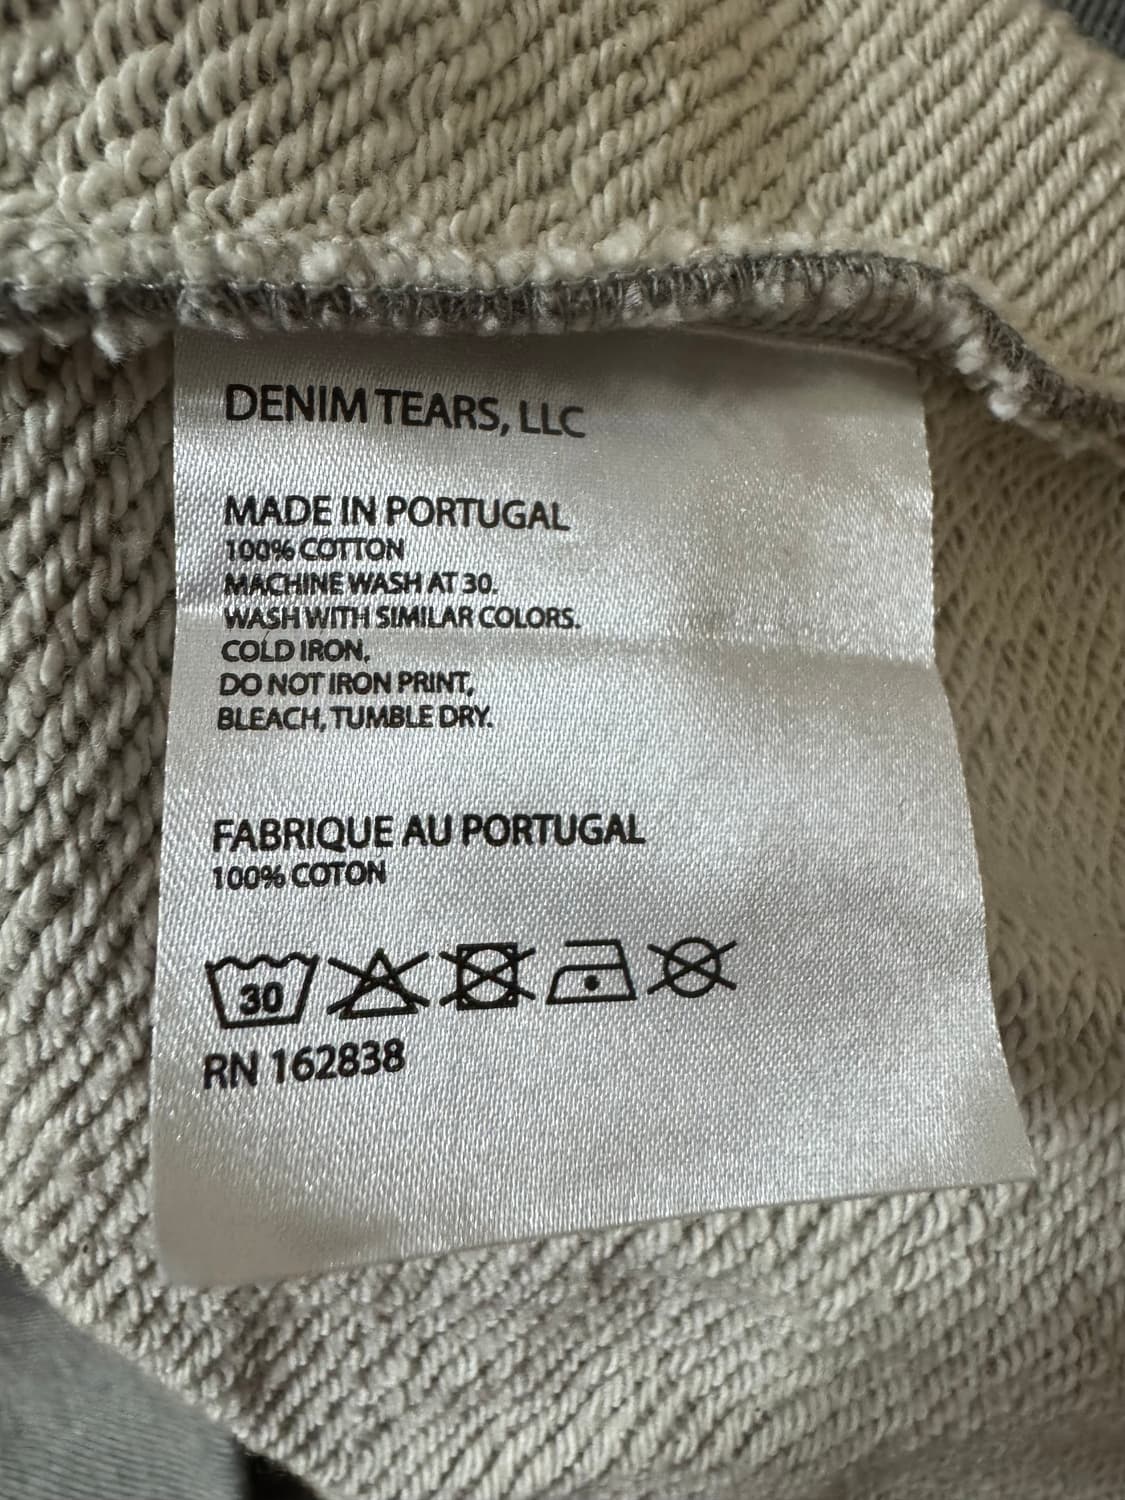 DENIM TEARS, LLC
MADE IN PORTUGAL
100% COTTON
MACHINE WASH AT 30.
WASH WITH SIMILAR COLORS.
COLD IRON,
DO NOT IRON PRINT,
BLEACH, TUMBLE DRY.
FABRIQUE AU PORTUGAL
100% COTON
30
RN 162838